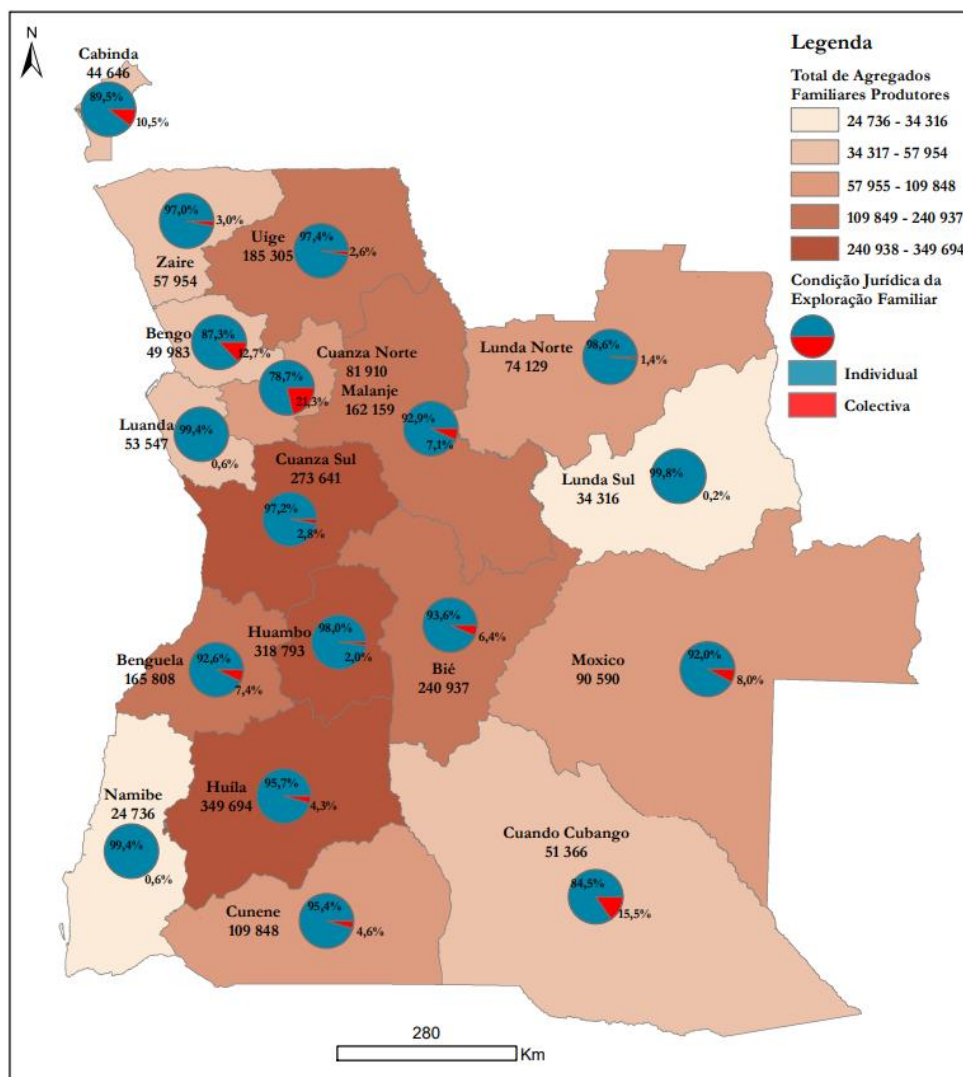 N
Cabinda
44 646
89,5%
10,5%
97,0%
3,0%
Zaire
57 954
Uíge
185 305
97,4%
2,6%
Bengo
49 983
87,3%
12,7%
Cuanza Norte
81 910
78,7%
21,3%
Malanje
162 159
92,9%
7,1%
Lunda Norte
74 129
98,6%
1,4%
Luanda
53 547
99,4%
0,6%
Cuanza Sul
273 641
97,2%
2,8%
Lunda Sul
34 316
99,8%
0,2%
Benguela
165 808
92,6%
7,4%
Huambo
318 793
98,0%
2,0%
93,6%
6,4%
Bié
240 937
Moxico
90 590
92,0%
8,0%
Namibe
24 736
99,4%
0,6%
Huíla
349 694
95,7%
4,3%
Cuando Cubango
51 366
84,5%
15,5%
Cunene
109 848
95,4%
4,6%
Legenda
Total de Agregados
Familiares Produtores
24 736 - 34 316
34 317 - 57 954
57 955 - 109 848
109 849 - 240 937
240 938 - 349 694
Condição Jurídica da
Exploração Familiar
Individual
Colectiva
280
Km